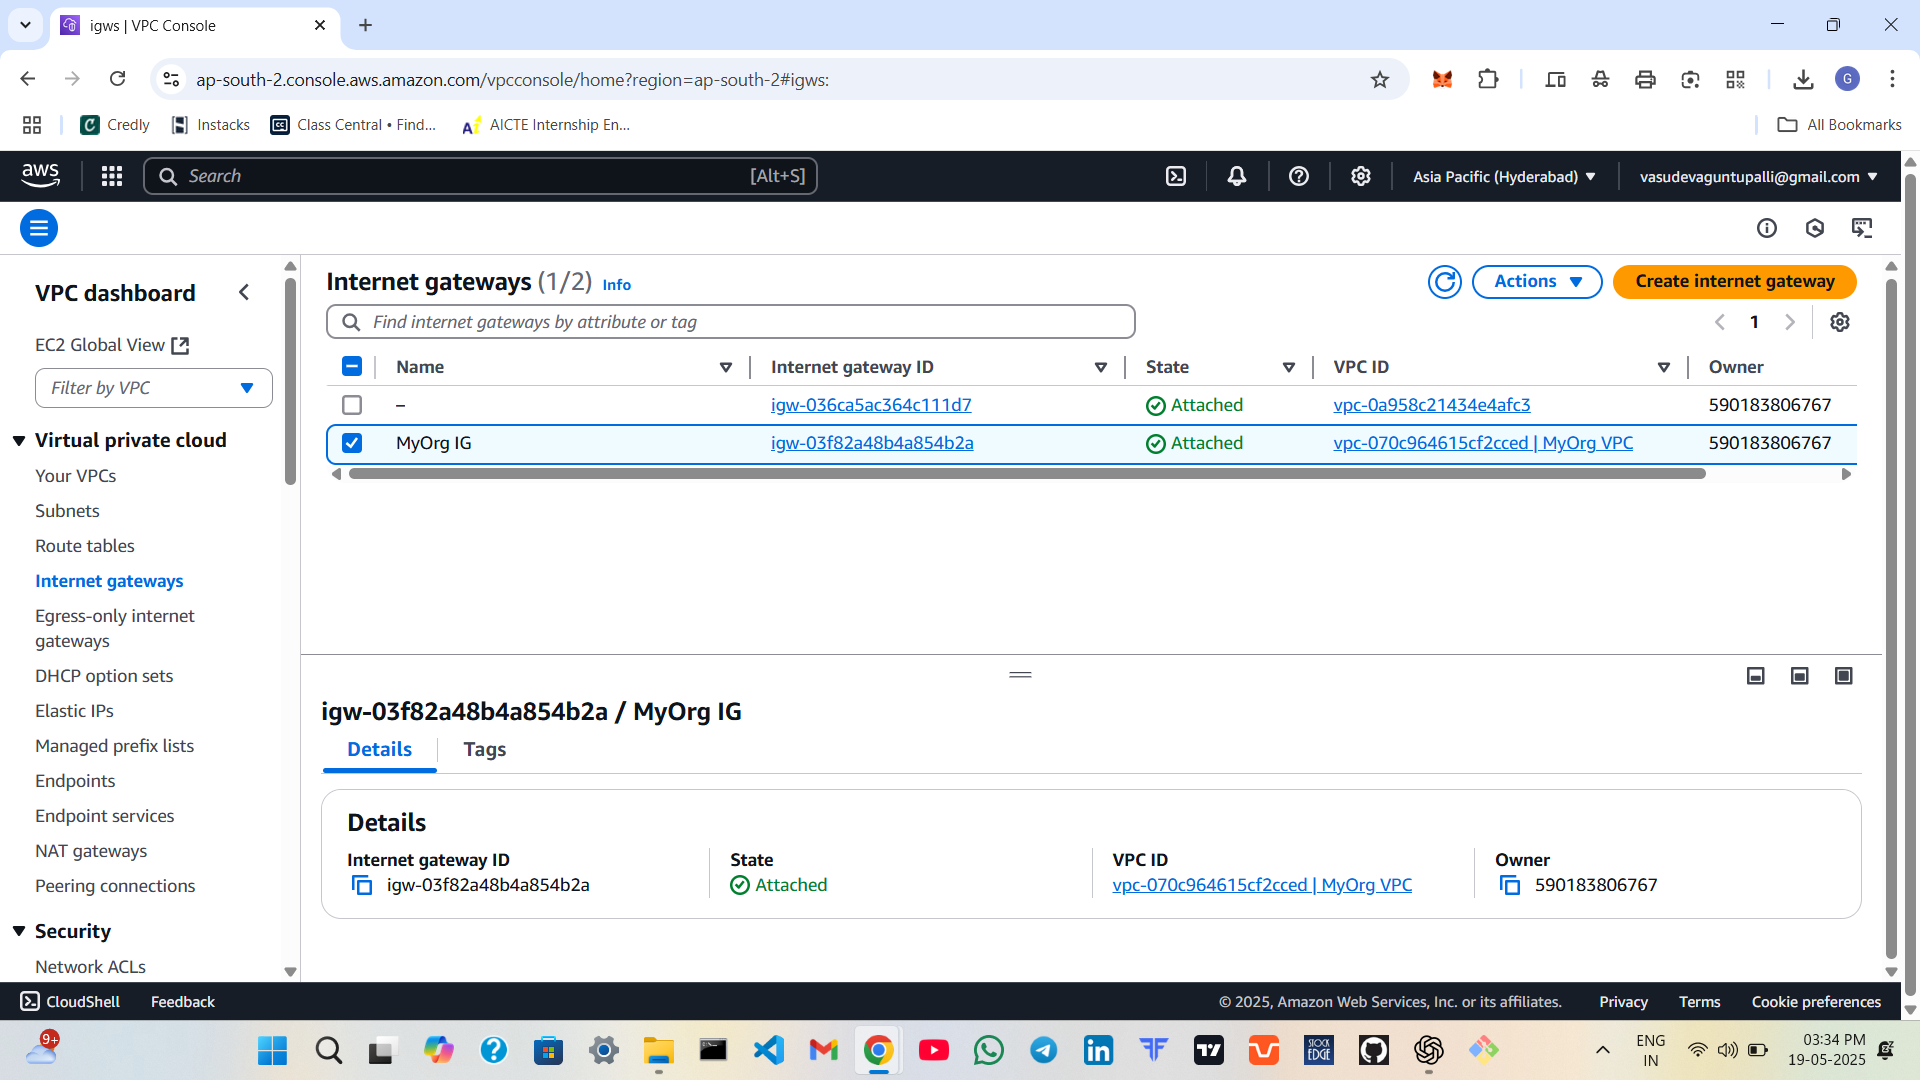 igws | VPC Console
ap-south-2.console.aws.amazon.com/vpcconsole/home?region=ap-south-2#igws:
G
Credly
Instacks
Class Central • Find...
AICTE Internship En...
All Bookmarks
aws
Search
[Alt+S]
Asia Pacific (Hyderabad)
vasudevaguntupalli@gmail.com
VPC dashboard
EC2 Global View
Filter by VPC
Virtual private cloud
Your VPCs
Subnets
Route tables
Internet gateways
Egress-only internet
gateways
DHCP option sets
Elastic IPs
Managed prefix lists
Endpoints
Endpoint services
NAT gateways
Peering connections
Security
Network ACLs
Internet gateways (1/2) Info
Actions
Create internet gateway
Find internet gateways by attribute or tag
1
Name Internet gateway ID State VPC ID Owner
– igw-036ca5ac364c111d7 Attached vpc-0a958c21434e4afc3 590183806767
MyOrg IG igw-03f82a48b4a854b2a Attached vpc-070c964615cf2cced | MyOrg VPC 590183806767
igw-03f82a48b4a854b2a / MyOrg IG
Details
Tags
Details
Internet gateway ID State VPC ID Owner
igw-03f82a48b4a854b2a Attached vpc-070c964615cf2cced | MyOrg VPC 590183806767
CloudShell
Feedback
© 2025, Amazon Web Services, Inc. or its affiliates.
Privacy
Terms
Cookie preferences
9+
STOCK
EDGE
ENG
IN
03:34 PM
19-05-2025